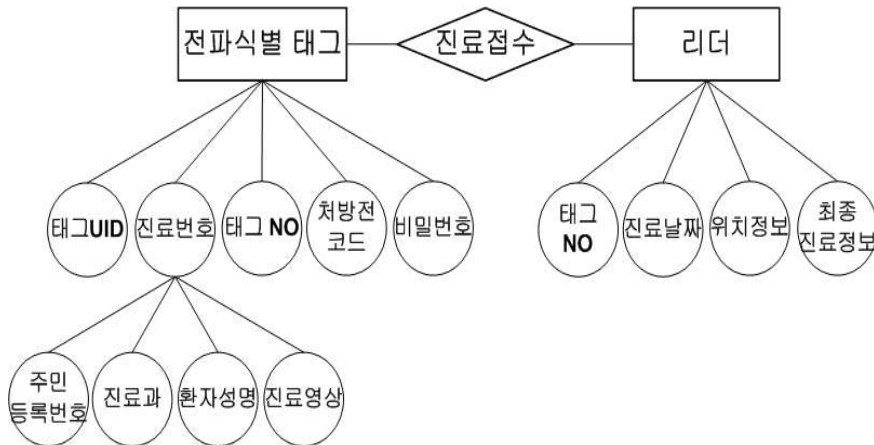 전파식별 태그
진료접수
리더
태그UID
진료번호
태그 NO
처방전
코드
비밀번호
태그
NO
진료날짜
위치정보
최종
진료정보
주민
등록번호
진료과
환자성명
진료영상